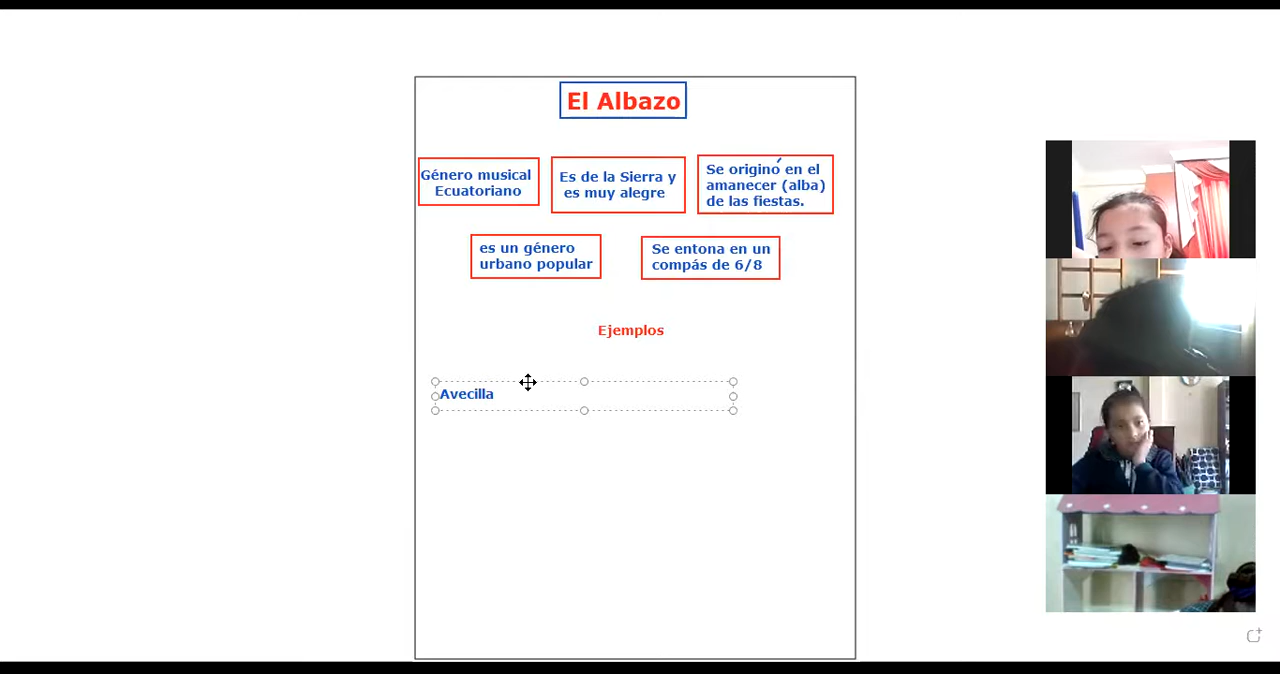 El Albazo
Género musical
Ecuatoriano
Es de la Sierra y
es muy alegre
Se originó en el
amanecer (alba)
de las fiestas.
es un género
urbano popular
Se entona en un
compás de 6/8
Ejemplos
Avecilla